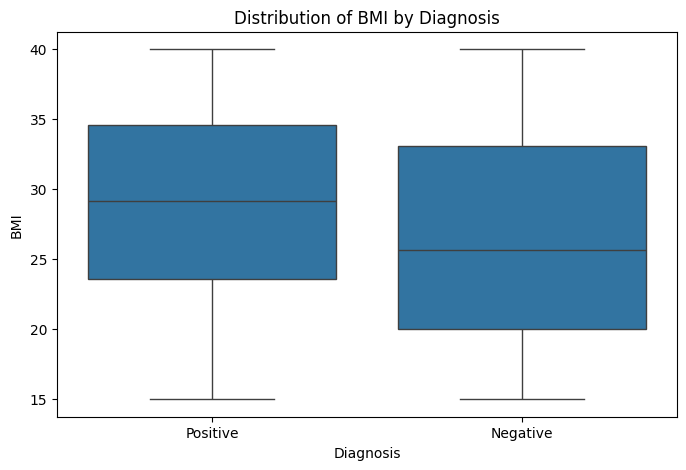 Distribution of BMI by Diagnosis
BMI
40
35
30
25
20
15
Positive
Negative
Diagnosis